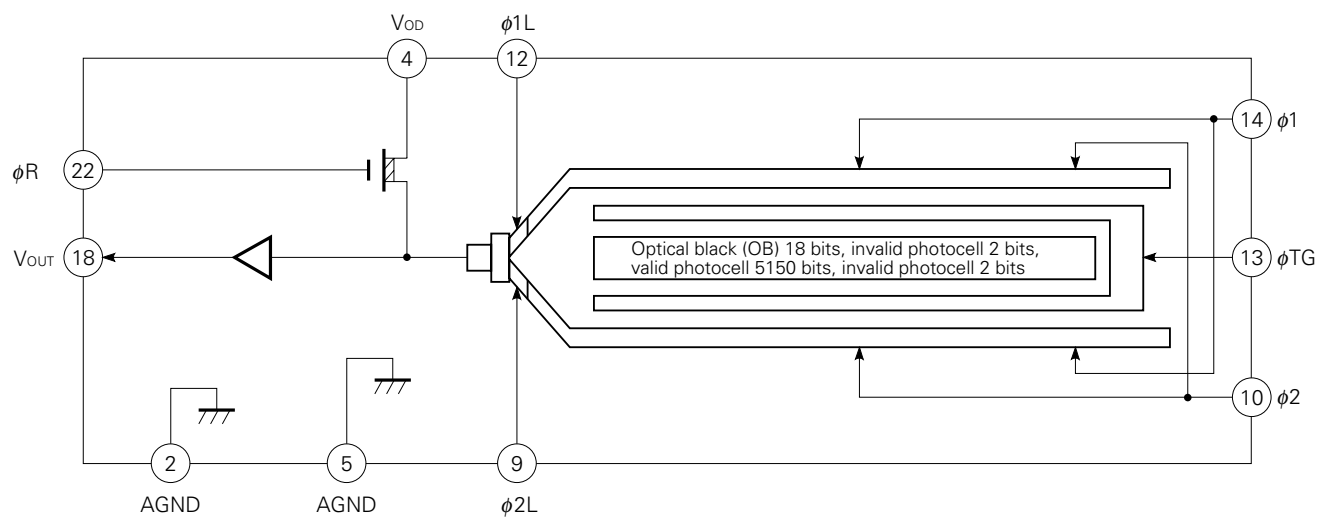 VOD
ϕ1L
4
12
14
ϕ1
ϕR
22
VOUT
18
Optical black (OB) 18 bits, invalid photocell 2 bits,
valid photocell 5150 bits, invalid photocell 2 bits
13
ϕTG
10
ϕ2
2
5
9
AGND
AGND
ϕ2L